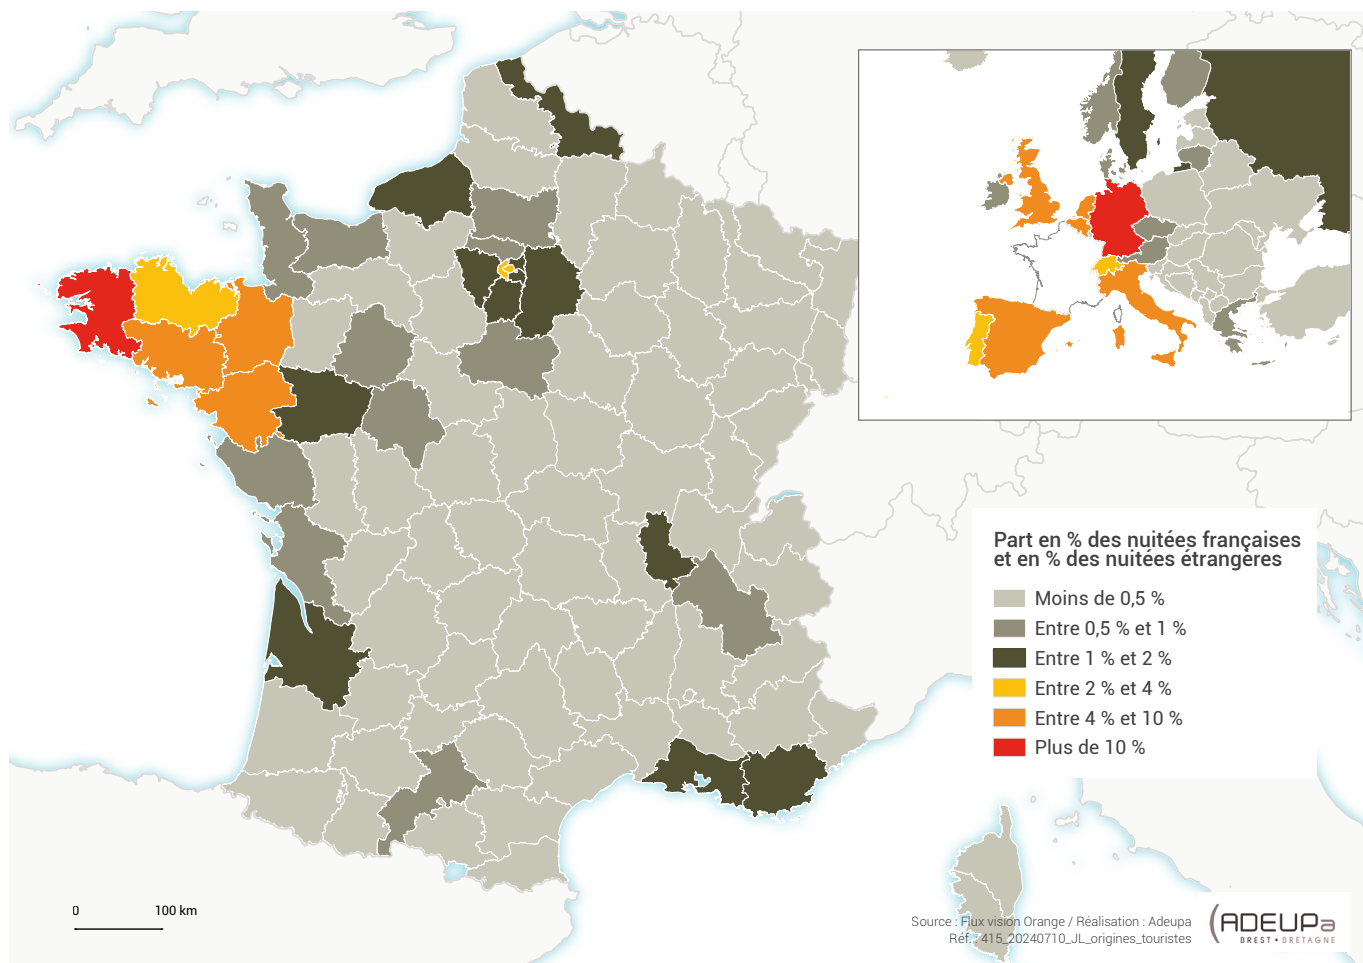 Part en % des nuitées françaises
et en % des nuitées étrangères
Moins de 0,5 %
Entre 0,5 % et 1 %
Entre 1 % et 2 %
Entre 2 % et 4 %
Entre 4 % et 10 %
Plus de 10 %
0 100 km
Source : Flux vision Orange / Réalisation : Adeupa
Réf. : 415_20240710_JL_origines_touristes
ADEUPa
BREST • BRETAGNE